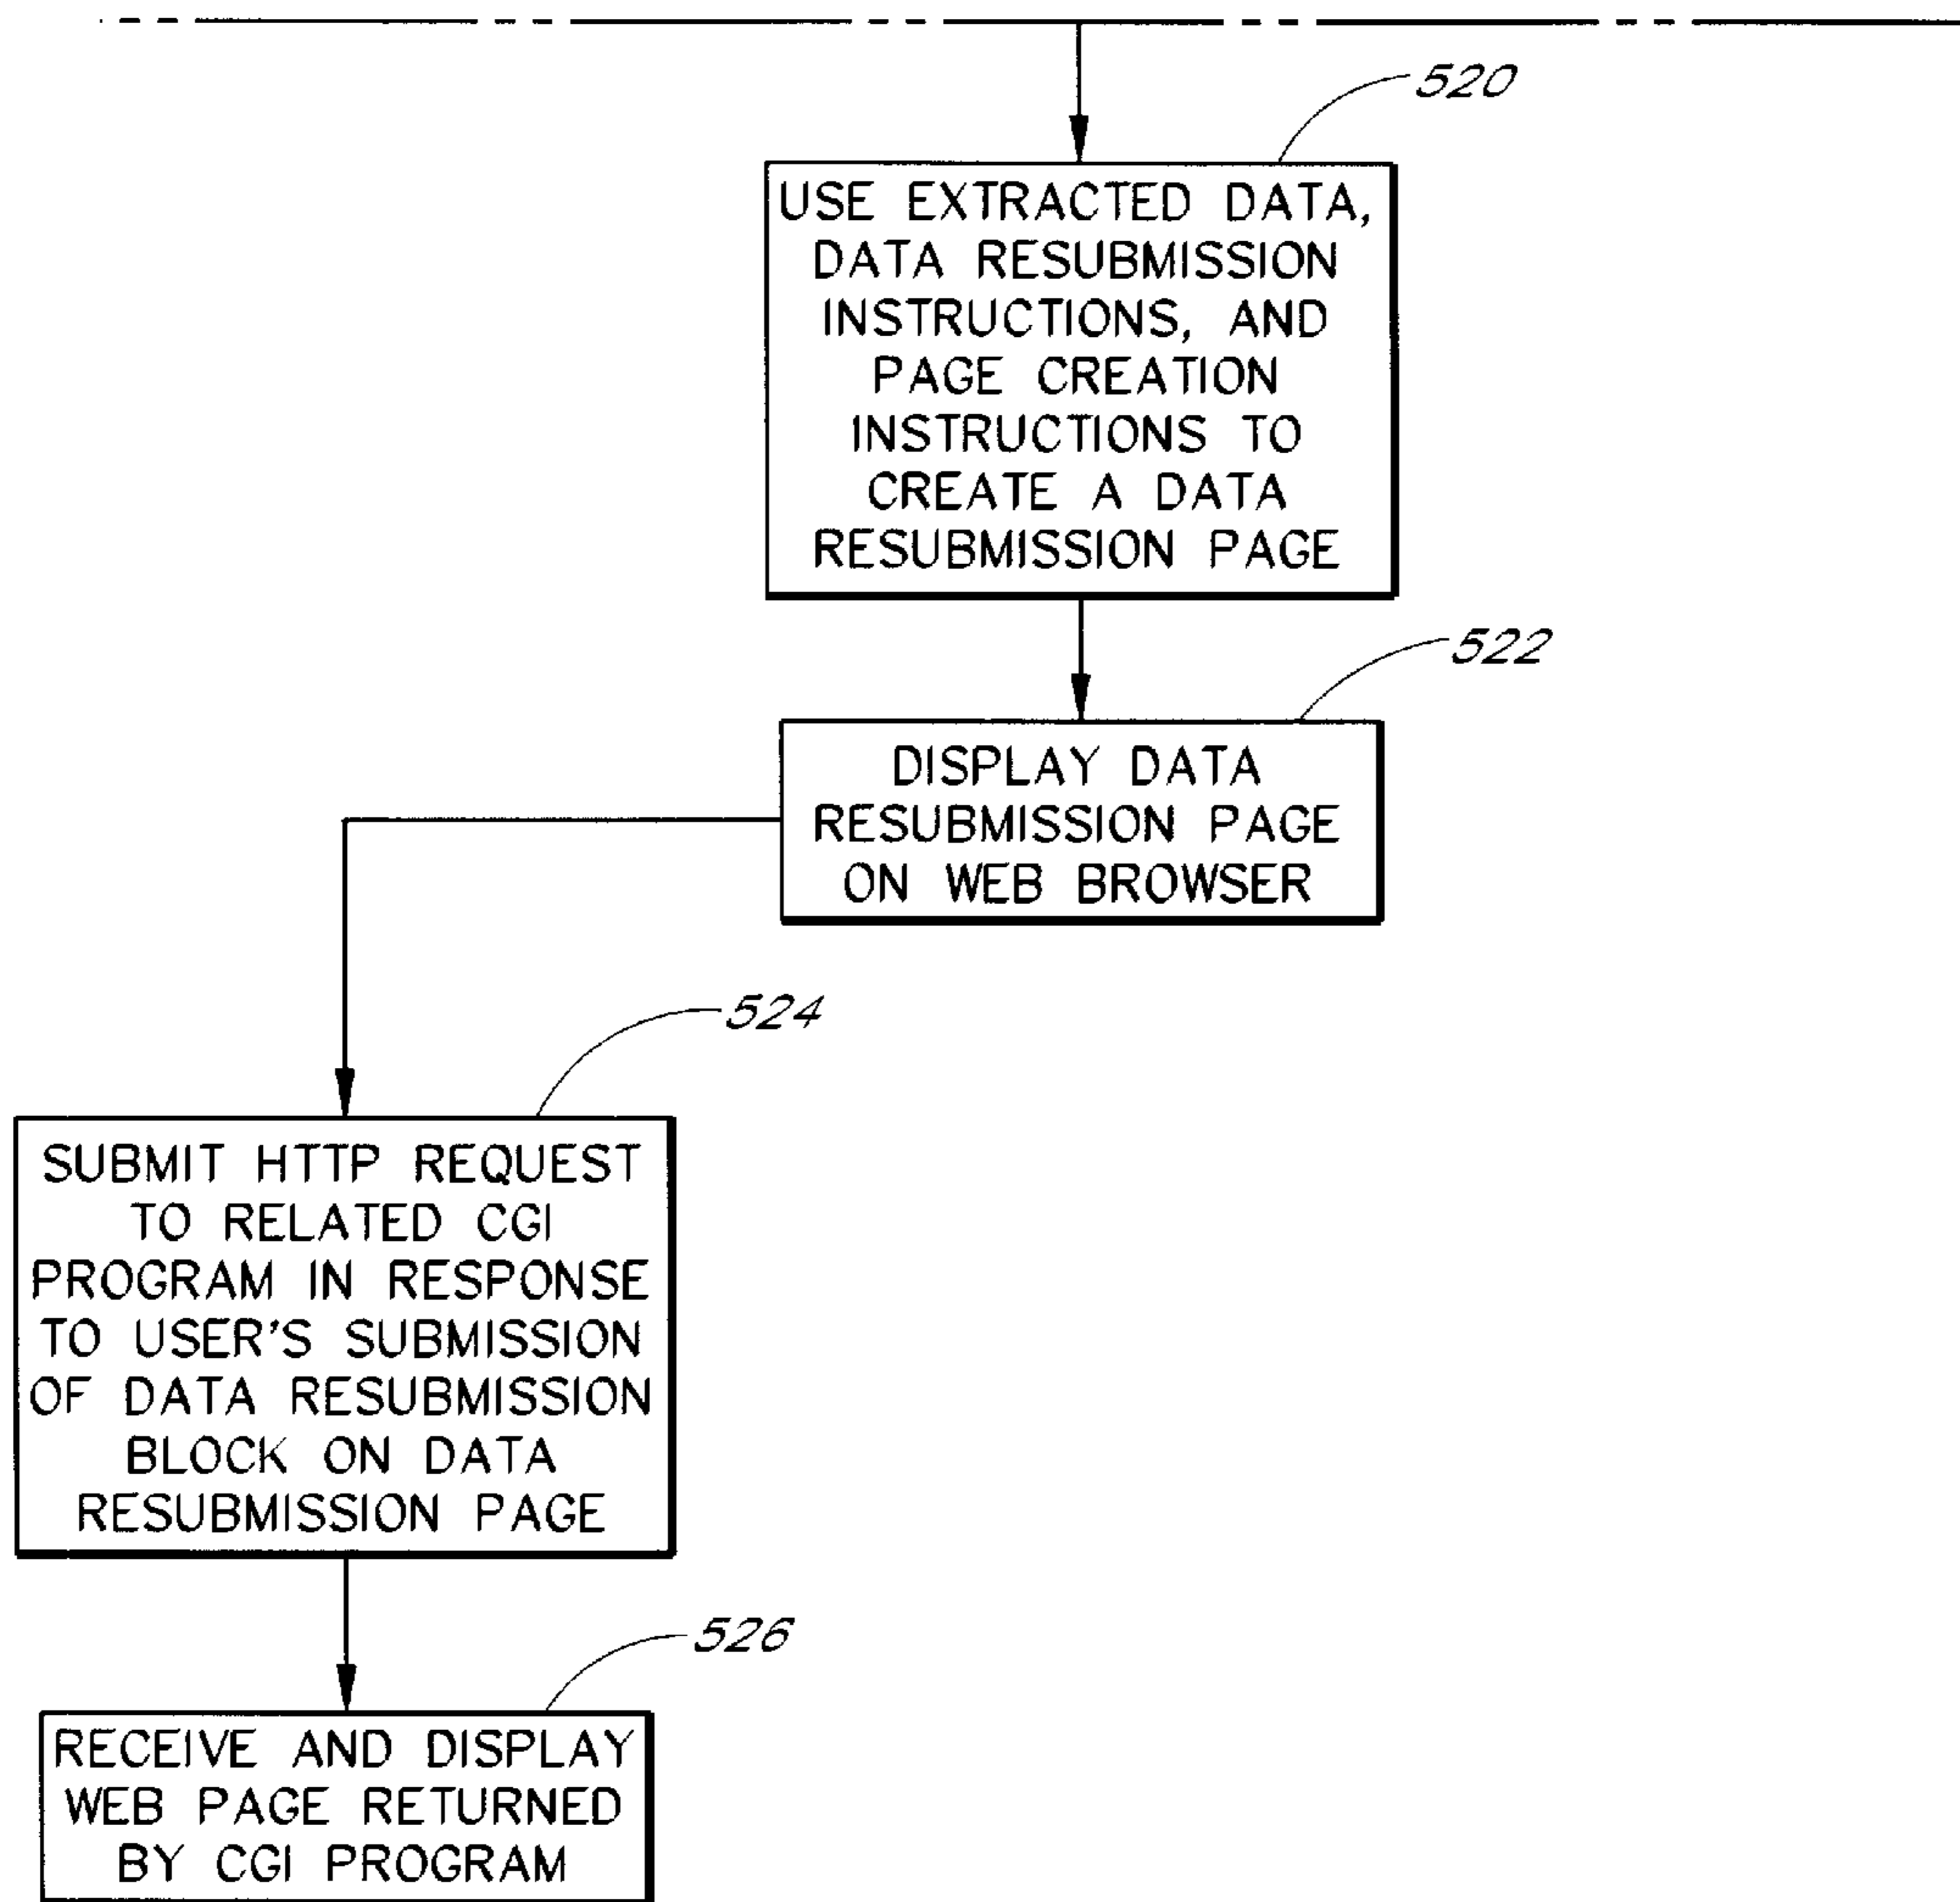 520
USE EXTRACTED DATA,
DATA RESUBMISSION
INSTRUCTIONS, AND
PAGE CREATION
INSTRUCTIONS TO
CREATE A DATA
RESUBMISSION PAGE
522
DISPLAY DATA
RESUBMISSION PAGE
ON WEB BROWSER
524
SUBMIT HTTP REQUEST
TO RELATED CGI
PROGRAM IN RESPONSE
TO USER'S SUBMISSION
OF DATA RESUBMISSION
BLOCK ON DATA
RESUBMISSION PAGE
526
RECEIVE AND DISPLAY
WEB PAGE RETURNED
BY CGI PROGRAM